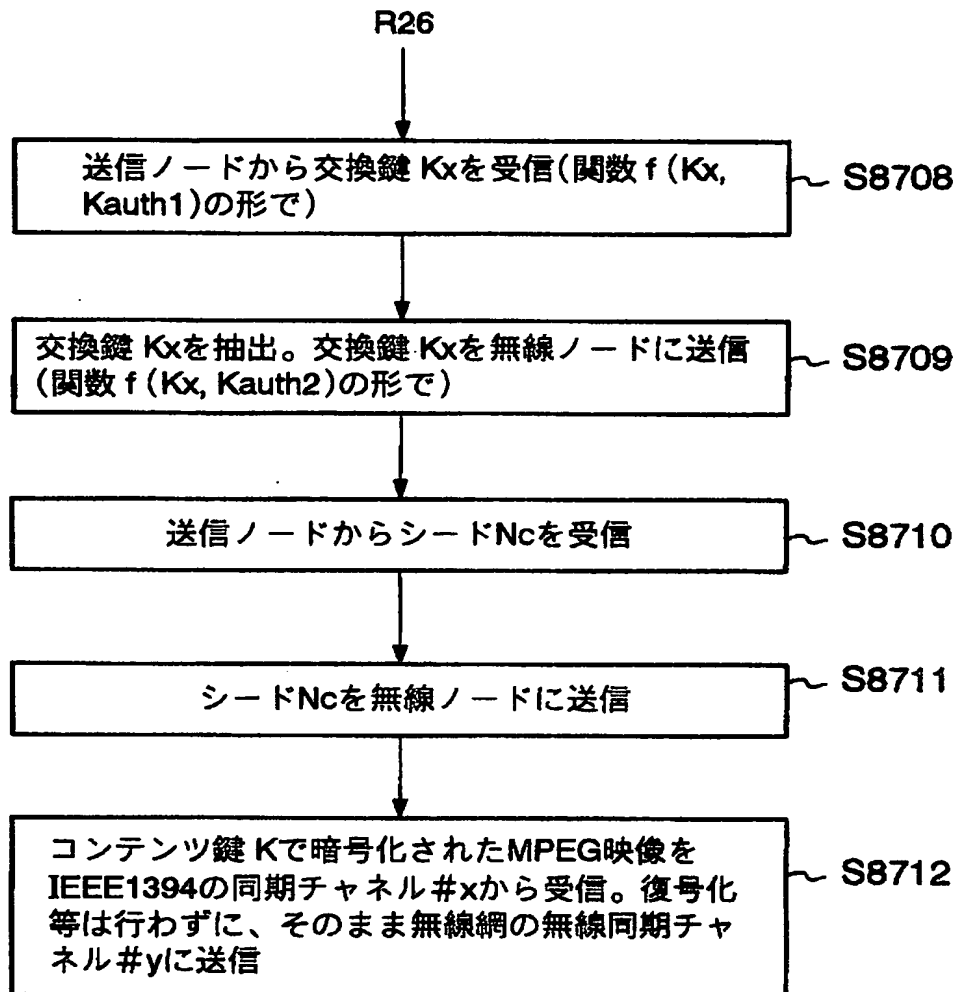 R26
送信ノードから交換鍵 Kxを受信(関数 f (Kx,
Kauth1)の形で)
S8708
交換鍵 Kxを抽出。交換鍵 Kxを無線ノードに送信
(関数 f (Kx, Kauth2)の形で)
S8709
送信ノードからシードNcを受信
S8710
シードNcを無線ノードに送信
S8711
コンテンツ鍵 Kで暗号化されたMPEG映像を
IEEE1394の同期チャネル#xから受信。復号化
等は行わずに、そのまま無線網の無線同期チャ
ネル#yに送信
S8712